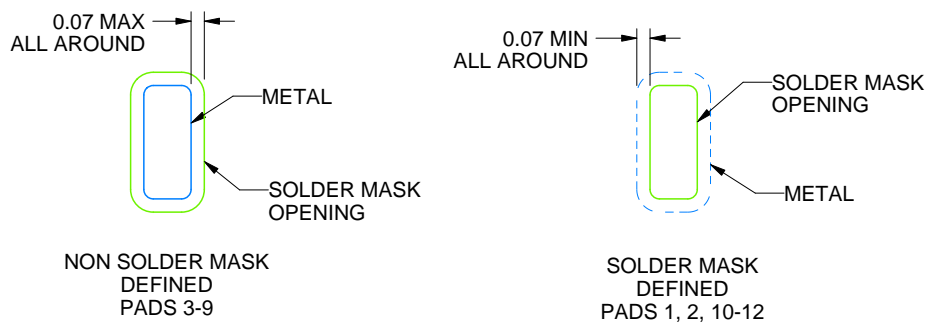 0.07 MAX
ALL AROUND
METAL
SOLDER MASK
OPENING
NON SOLDER MASK
DEFINED
PADS 3-9
0.07 MIN
ALL AROUND
SOLDER MASK
OPENING
METAL
SOLDER MASK
DEFINED
PADS 1, 2, 10-12